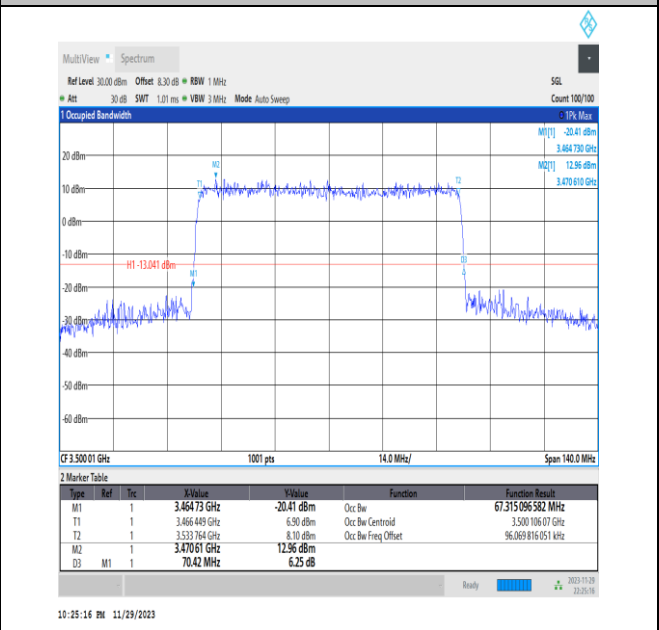 MultiView Spectrum
Ref Level 30.00 dBm Offset 8.30 dB RBW 1 MHz SGL
Att 30 dB SWT 1.01 ms VBW 3 MHz Mode Auto Sweep Count 100/100
1 Occupied Bandwidth 1Pk Max
M1[1] -20.41 dBm
3.464 730 GHz
M2[1] 12.96 dBm
3.470 610 GHz
20 dBm
M2
T1 T2
10 dBm
0 dBm
-10 dBm
H1 -13.041 dBm
D3
M1
-20 dBm
-30 dBm
-40 dBm
-50 dBm
-60 dBm
CF 3.500 01 GHz 1001 pts 14.0 MHz/ Span 140.0 MHz
2 Marker Table
Type Ref Trc X-Value Y-Value Function Function Result
M1 1 3.464 73 GHz -20.41 dBm Occ Bw 67.315 096 582 MHz
T1 1 3.466 449 GHz 6.90 dBm Occ Bw Centroid 3.500 106 07 GHz
T2 1 3.533 764 GHz 8.10 dBm Occ Bw Freq Offset 96.069 816 051 kHz
M2 1 3.470 61 GHz 12.96 dBm
D3 M1 1 70.42 MHz 6.25 dB
Ready 2023-11-29
22:25:16
10:25:16 PM 11/29/2023